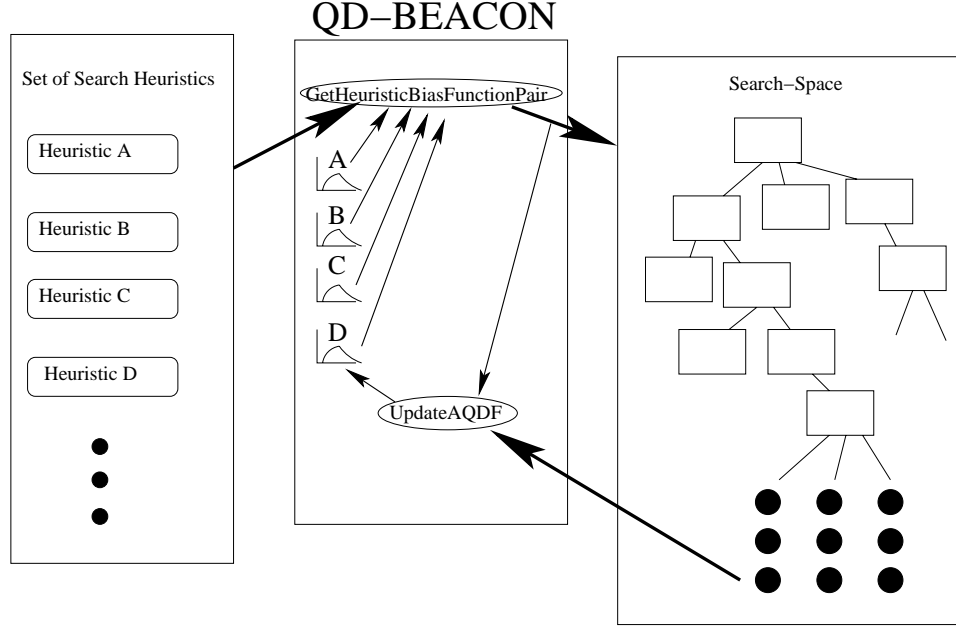 QD–BEACON
Set of Search Heuristics
Heuristic A
Heuristic B
Heuristic C
Heuristic D
GetHeuristicBiasFunctionPair
A
B
C
D
UpdateAQDF
Search–Space